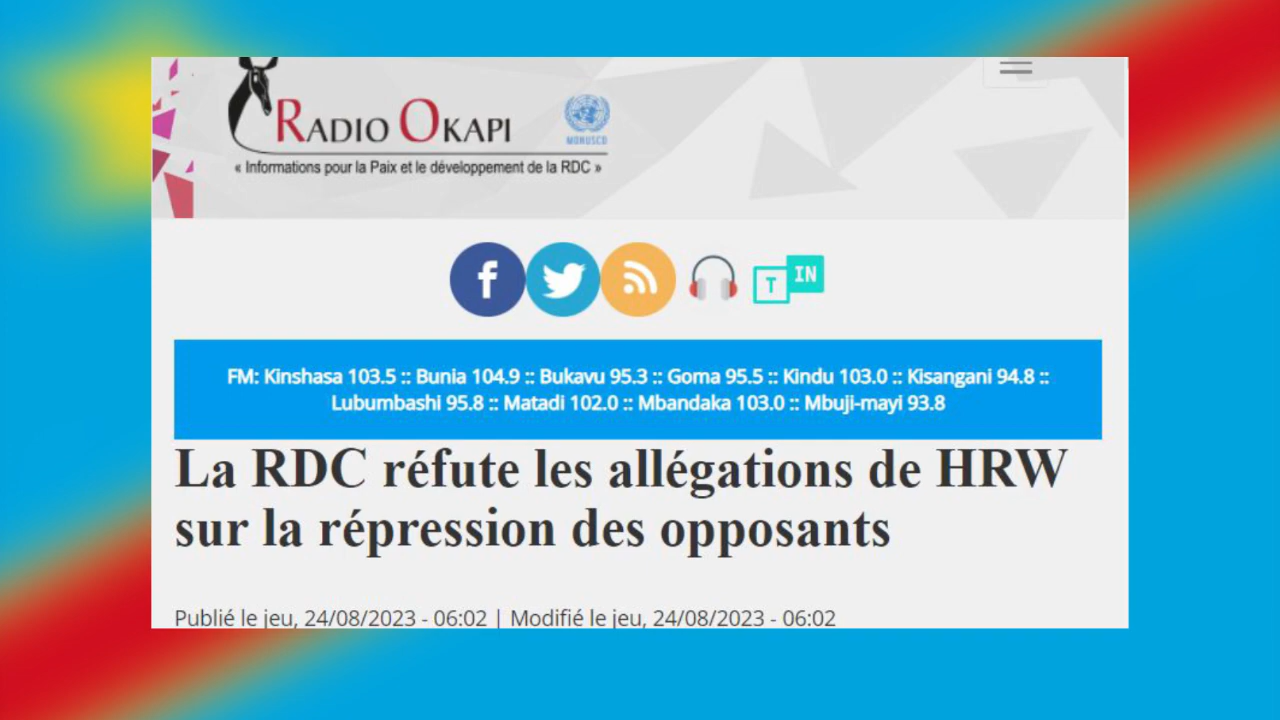 RADIO OKAPI
MONUSCO
« Informations pour la Paix et le développement de la RDC »
f
T IN
FM: Kinshasa 103.5 :: Bunia 104.9 :: Bukavu 95.3 :: Goma 95.5 :: Kindu 103.0 :: Kisangani 94.8 ::
Lubumbashi 95.8 :: Matadi 102.0 :: Mbandaka 103.0 :: Mbuji-mayi 93.8
La RDC réfute les allégations de HRW
sur la répression des opposants
Publié le jeu, 24/08/2023 - 06:02 | Modifié le jeu, 24/08/2023 - 06:02